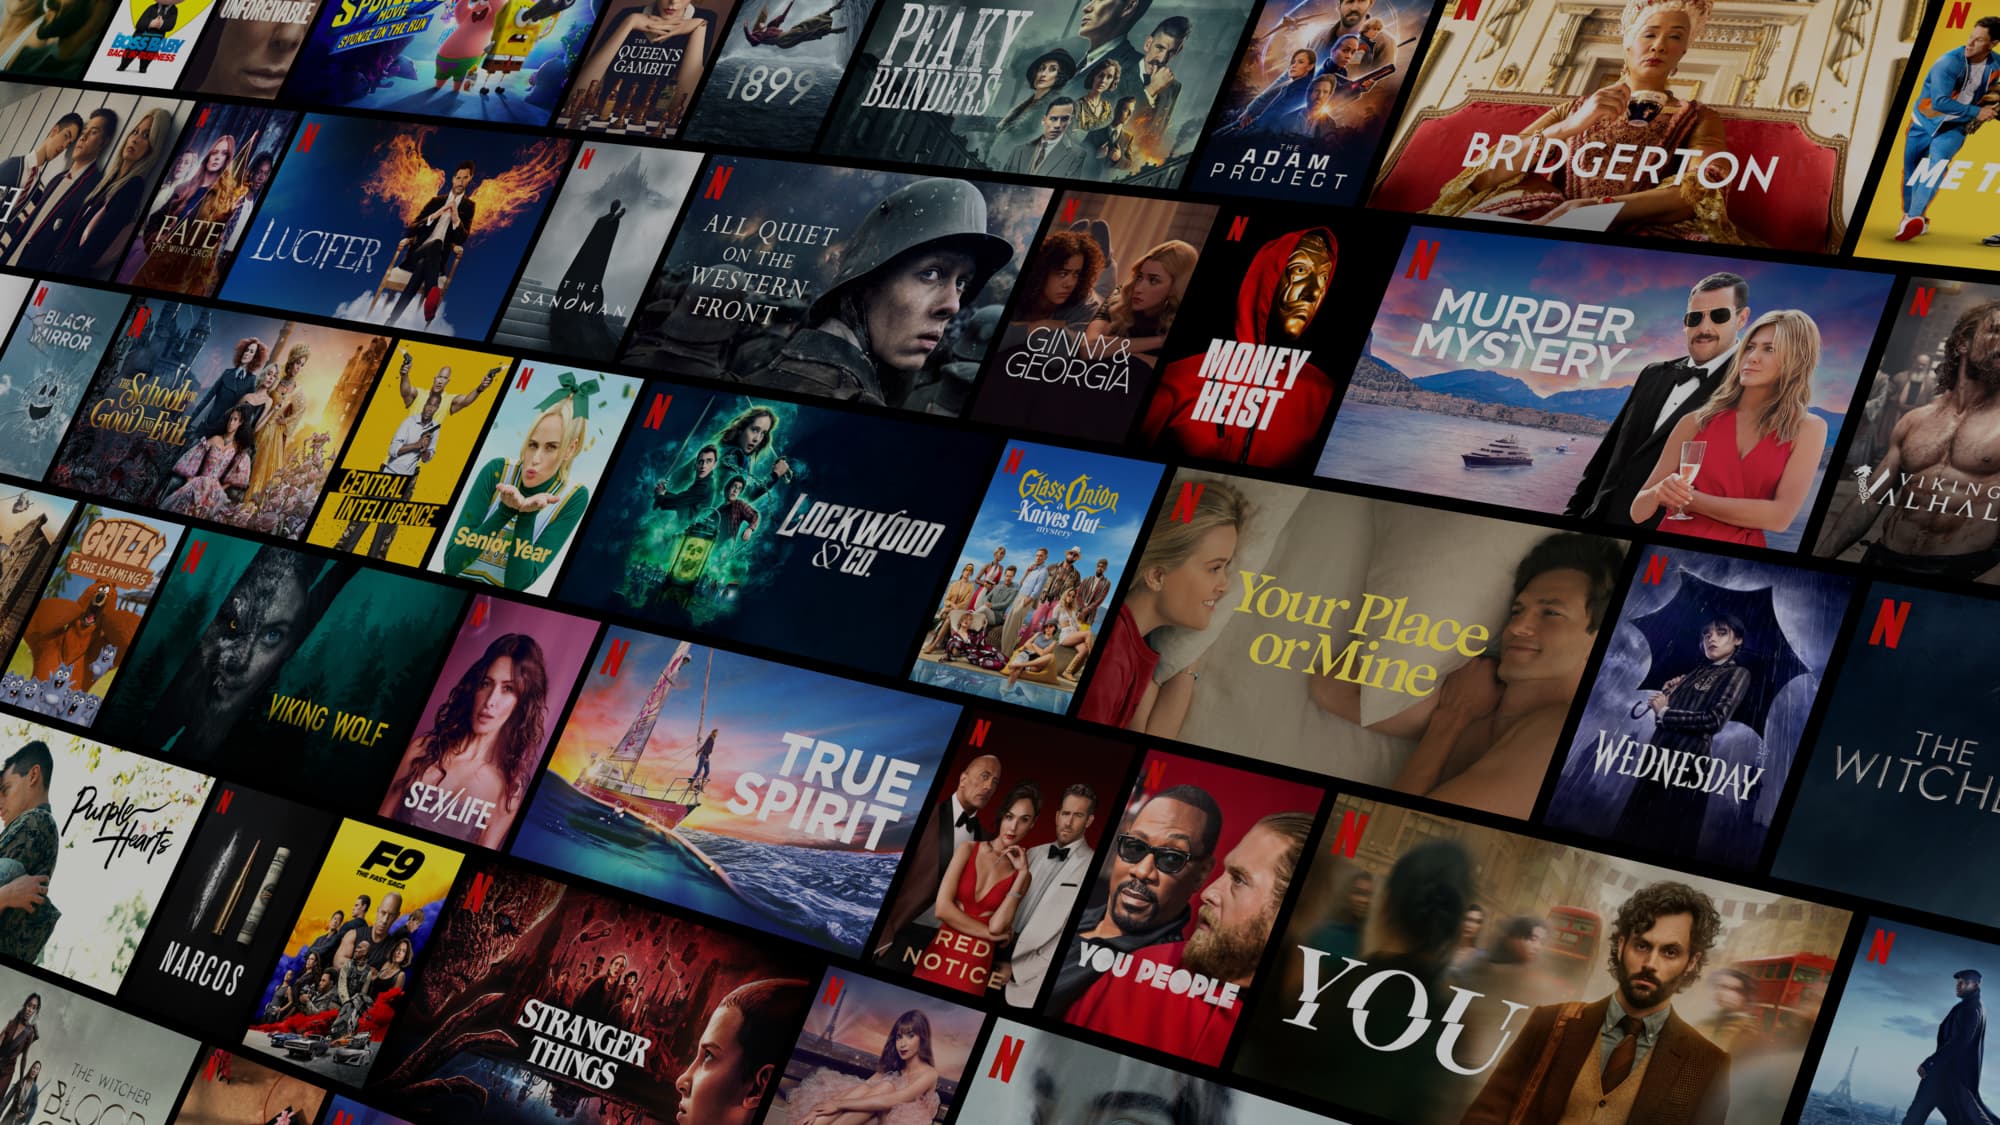 BOSS BABY
BACK IN BUSINESS
UNFORGIVABLE
MOVIE
SPONGE ON THE RUN
THE
QUEEN'S
GAMBIT
1899
PEAKY
BLINDERS
THE
ADAM
PROJECT
BRIDGERTON
ME
FATE
THE WINX SAGA
LUCIFER
THE
SANDMAN
ALL QUIET
ON THE
WESTERN
FRONT
GINNY &
GEORGIA
MONEY
HEIST
MURDER
MYSTERY
BLACK
MIRROR
THE
SCHOOL FOR
GOOD AND EVIL
CENTRAL
INTELLIGENCE
Senior Year
LOCKWOOD
& CO.
Glass Onion
a
Knives Out
mystery
Your Place
or Mine
WEDNESDAY
THE
GRIZZY
& THE LEMMINGS
VIKING WOLF
SEX/LIFE
TRUE
SPIRIT
RED
NOTICE
YOU PEOPLE
YOU
Purple
Hearts
NARCOS
F9
THE FAST SAGA
STRANGER
THINGS
THE WITCHER
BLOOD